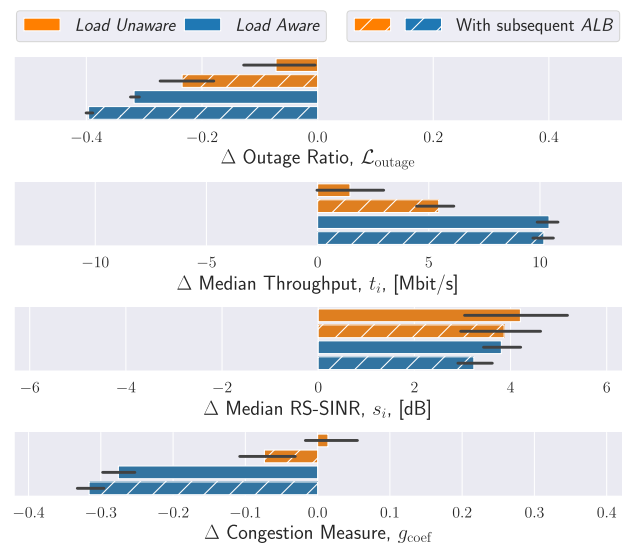 Load Unaware Load Aware With subsequent ALB
−0.4 −0.2 0.0 0.2 0.4
Δ Outage Ratio, ℒoutage
−10 −5 0 5 10
Δ Median Throughput, tᵢ, [Mbit/s]
−6 −4 −2 0 2 4 6
Δ Median RS-SINR, sᵢ, [dB]
−0.4 −0.3 −0.2 −0.1 0.0 0.1 0.2 0.3 0.4
Δ Congestion Measure, gcoef